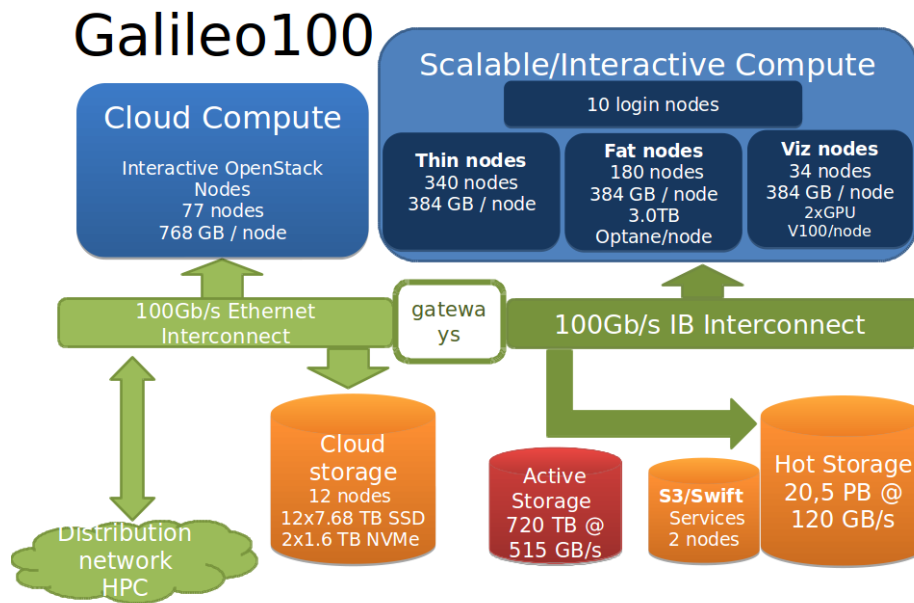 Galileo100
Scalable/Interactive Compute
10 login nodes
Cloud Compute
Interactive OpenStack
Nodes
77 nodes
768 GB / node
Thin nodes
340 nodes
384 GB / node
Fat nodes
180 nodes
384 GB / node
3.0TB
Optane/node
Viz nodes
34 nodes
384 GB / node
2xGPU
V100/node
100Gb/s Ethernet
Interconnect
gatewa
ys
100Gb/s IB Interconnect
Cloud
storage
12 nodes
12x7.68 TB SSD
2x1.6 TB NVMe
Active
Storage
720 TB @
515 GB/s
S3/Swift
Services
2 nodes
Hot Storage
20,5 PB @
120 GB/s
Distribution
network
HPC